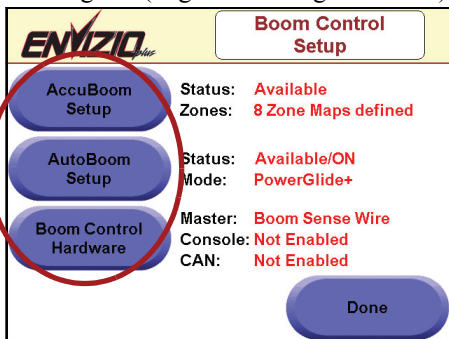 ENVIZIO plus
Boom Control
Setup
AccuBoom
Setup
Status: Available
Zones: 8 Zone Maps defined
AutoBoom
Setup
Status: Available/ON
Mode: PowerGlide+
Boom Control
Hardware
Master: Boom Sense Wire
Console: Not Enabled
CAN: Not Enabled
Done